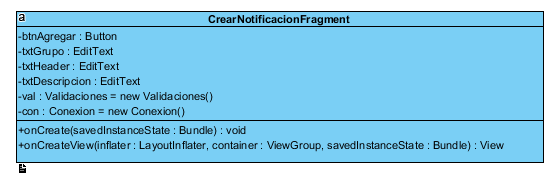 a
CrearNotificacionFragment
-btnAgregar : Button
-txtGrupo : EditText
-txtHeader : EditText
-txtDescripcion : EditText
-val : Validaciones = new Validaciones()
-con : Conexion = new Conexion()
+onCreate(savedInstanceState : Bundle) : void
+onCreateView(inflater : LayoutInflater, container : ViewGroup, savedInstanceState : Bundle) : View